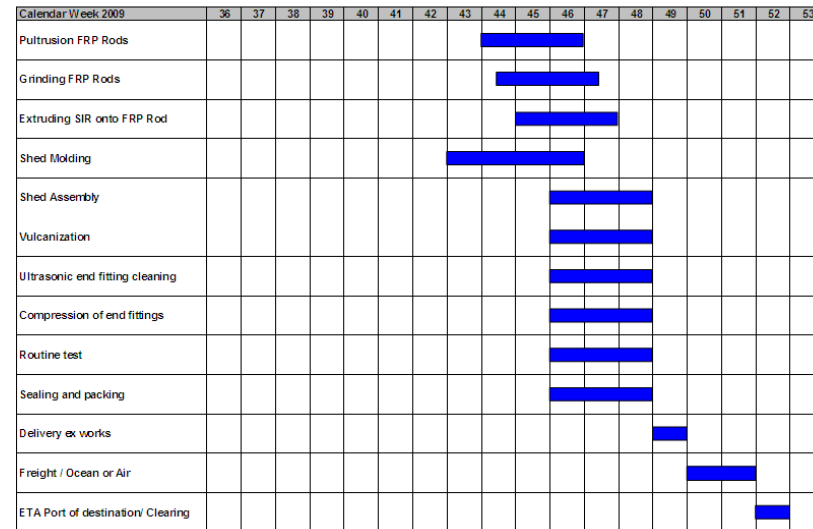 Calendar Week 2009 36 37 38 39 40 41 42 43 44 45 46 47 48 49 50 51 52 53
Pultrusion FRP Rods
Grinding FRP Rods
Extruding SIR onto FRP Rod
Shed Molding
Shed Assembly
Vulcanization
Ultrasonic end fitting cleaning
Compression of end fittings
Routine test
Sealing and packing
Delivery ex works
Freight / Ocean or Air
ETA Port of destination/ Clearing